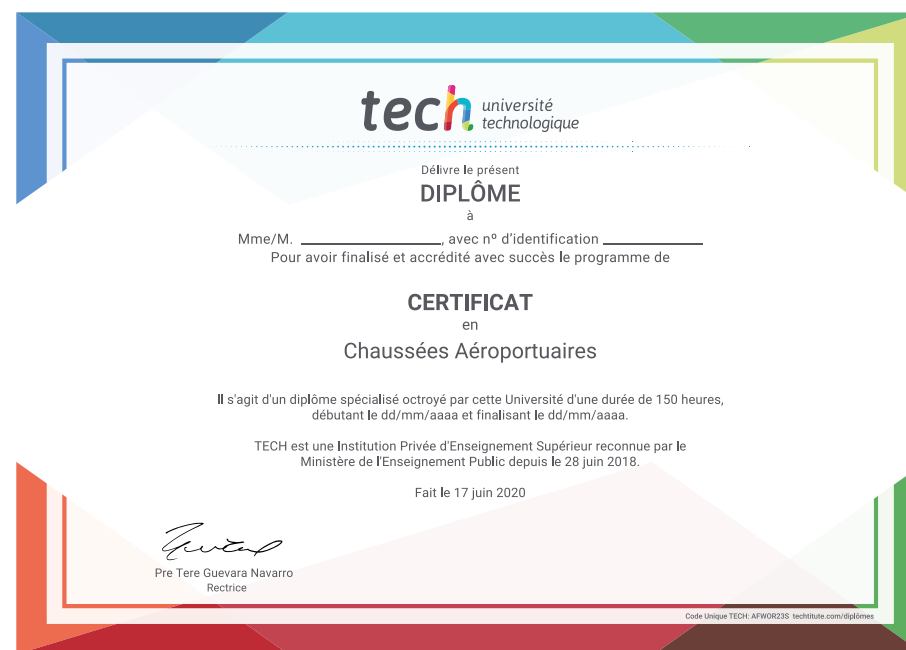 tech université
technologique
Délivre le présent
DIPLÔME
à
Mme/M. ____________________, avec nº d'identification ______________
Pour avoir finalisé et accrédité avec succès le programme de
CERTIFICAT
en
Chaussées Aéroportuaires
Il s'agit d'un diplôme spécialisé octroyé par cette Université d'une durée de 150 heures,
débutant le dd/mm/aaaa et finalisant le dd/mm/aaaa.
TECH est une Institution Privée d'Enseignement Supérieur reconnue par le
Ministère de l'Enseignement Public depuis le 28 juin 2018.
Fait le 17 juin 2020
Pre Tere Guevara Navarro
Rectrice
Code Unique TECH: AFWOR23S techtitute.com/diplômes